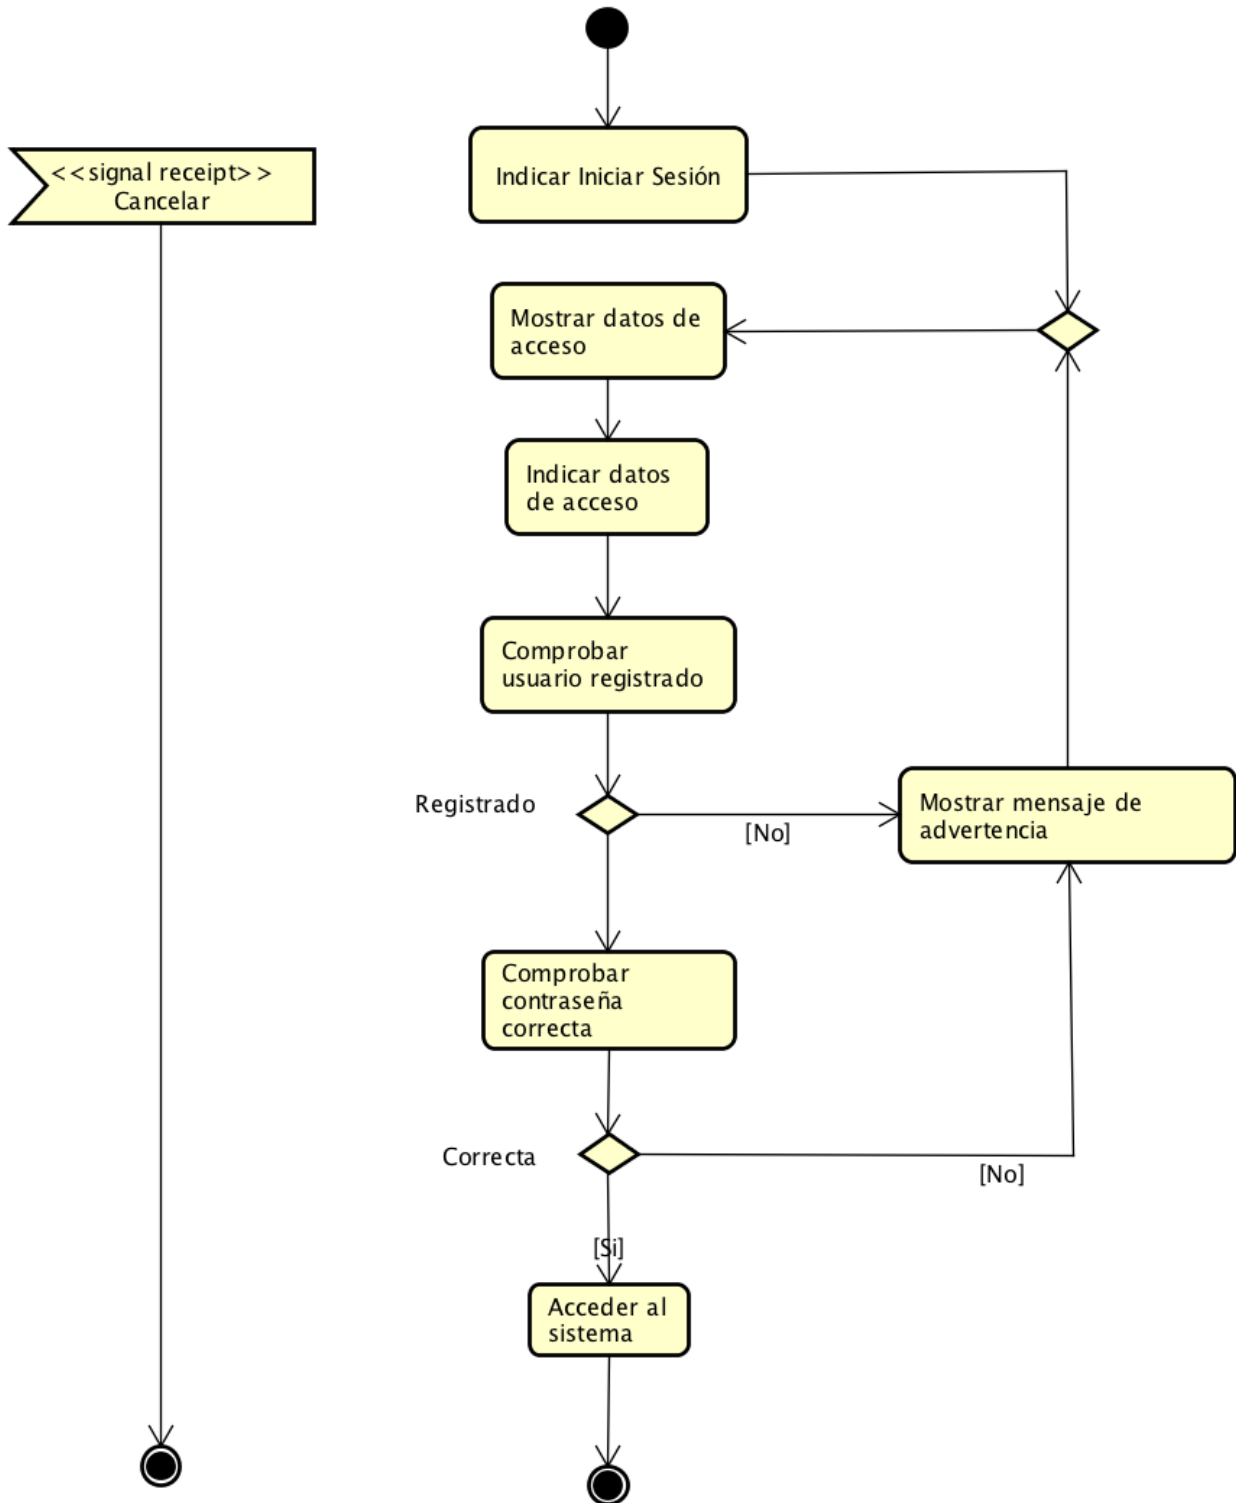 <<signal receipt>>
Cancelar
Indicar Iniciar Sesión
Mostrar datos de
acceso
Indicar datos
de acceso
Comprobar
usuario registrado
Registrado
[No]
Mostrar mensaje de
advertencia
Comprobar
contraseña
correcta
Correcta
[No]
[Si]
Acceder al
sistema